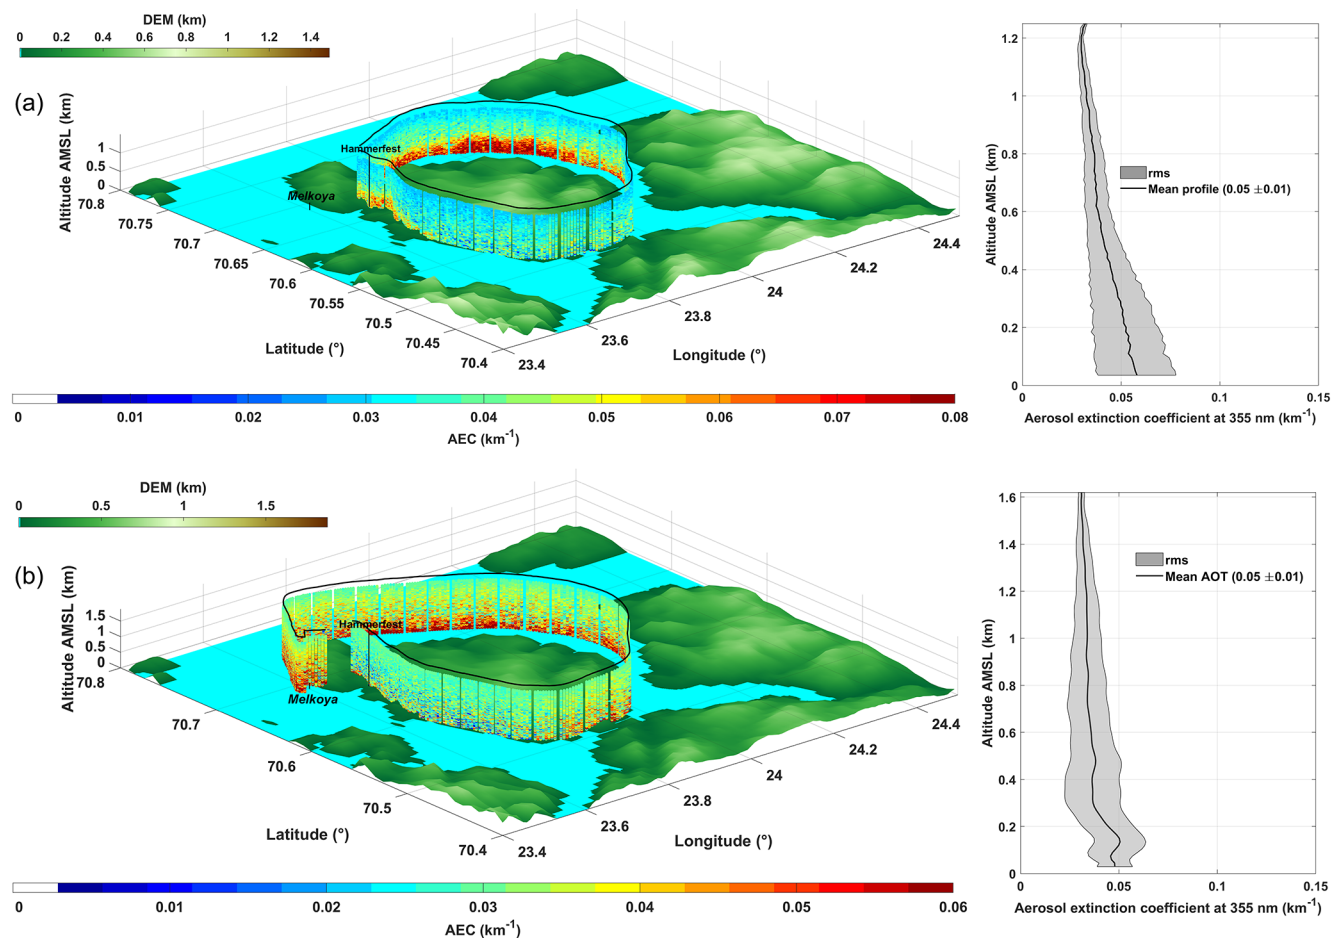 DEM (km)
0 0.2 0.4 0.6 0.8 1 1.2 1.4
(a)
Altitude AMSL (km)
1
0.5
0
Hammerfest
Melkoya
70.8
70.75
70.7
70.65
70.6
70.55
70.5
70.45
70.4
Latitude (°)
23.4
23.6
23.8
24
24.2
24.4
Longitude (°)
0 0.01 0.02 0.03 0.04 0.05 0.06 0.07 0.08
AEC (km-1)
Altitude AMSL (km)
1.2
1
0.8
0.6
0.4
0.2
0
rms
Mean profile (0.05 ±0.01)
0 0.05 0.1 0.15
Aerosol extinction coefficient at 355 nm (km-1)
DEM (km)
0 0.5 1 1.5
(b)
Altitude AMSL (km)
1.5
1
0.5
0
Hammerfest
Melkoya
70.8
70.7
70.6
70.5
70.4
Latitude (°)
23.4
23.6
23.8
24
24.2
24.4
Longitude (°)
0 0.01 0.02 0.03 0.04 0.05 0.06
AEC (km-1)
Altitude AMSL (km)
1.6
1.4
1.2
1
0.8
0.6
0.4
0.2
0
rms
Mean AOT (0.05 ±0.01)
0 0.05 0.1 0.15
Aerosol extinction coefficient at 355 nm (km-1)